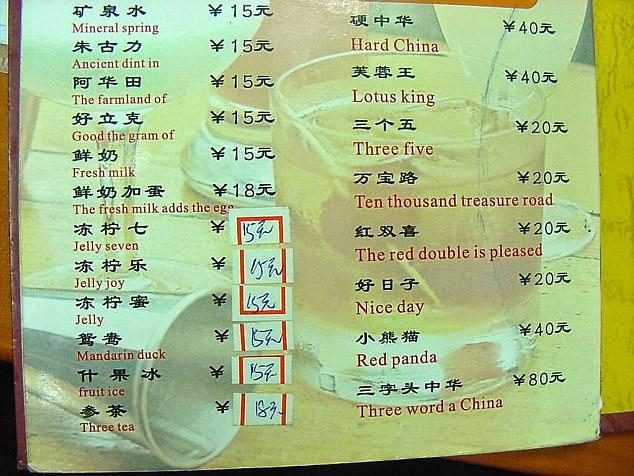 矿泉水 ¥15元
Mineral spring
朱古力 ¥15元
Ancient dint in
阿华田 ¥15元
The farmland of
好立克 ¥15元
Good the gram of
鲜奶 ¥15元
Fresh milk
鲜奶加蛋 ¥18元
The fresh milk adds the egg
冻柠七 ¥ 15元
Jelly seven
冻柠乐 ¥ 15元
Jelly joy
冻柠蜜 ¥ 15元
Jelly
鸳鸯 ¥ 15元
Mandarin duck
什果冰 ¥ 15元
fruit ice
参茶 ¥ 18元
Three tea
硬中华 ¥40元
Hard China
芙蓉王 ¥40元
Lotus king
三个五 ¥20元
Three five
万宝路 ¥20元
Ten thousand treasure road
红双喜 ¥20元
The red double is pleased
好日子 ¥20元
Nice day
小熊猫 ¥40元
Red panda
三字头中华 ¥80元
Three word a China